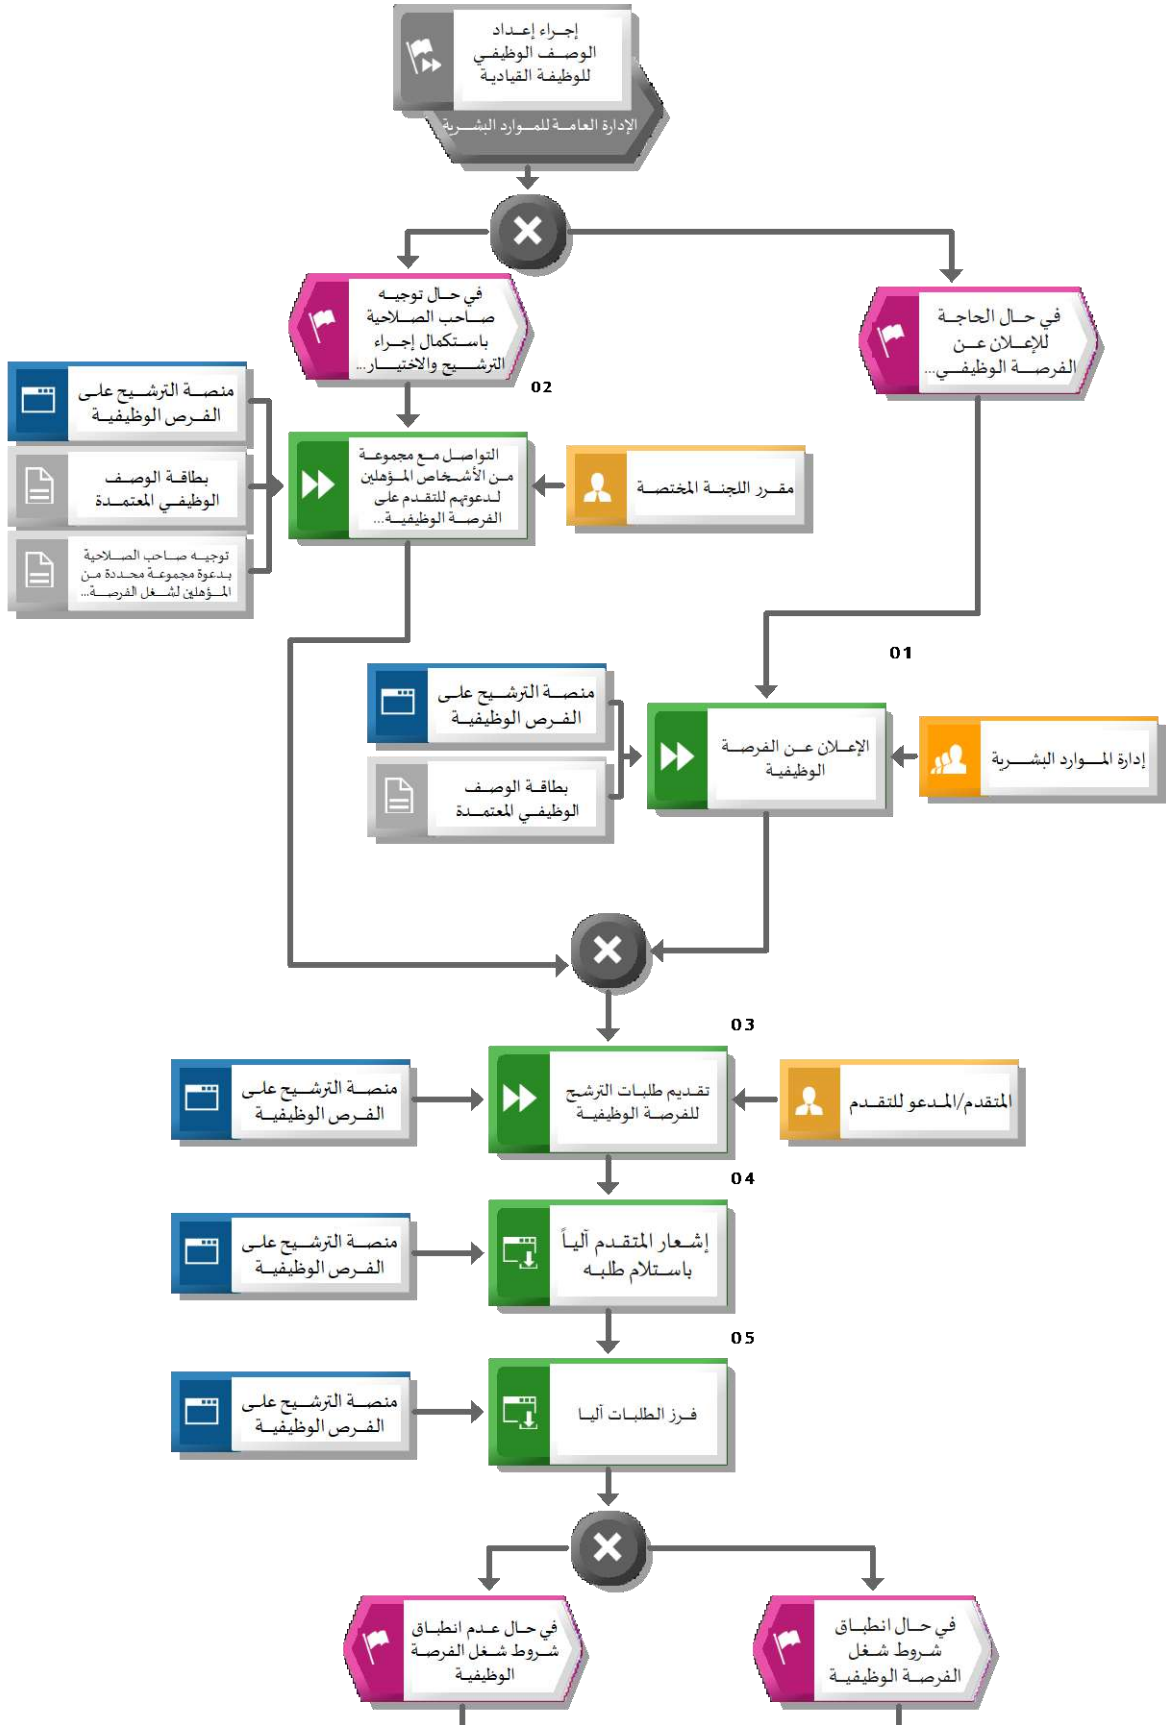 إجراء إعداد
الوصف الوظيفي
للوظيفة القيادية
الإدارة العامة للموارد البشرية
في حال توجيه
صاحب الصلاحية
باستكمال إجراء
الترشيح والاختيار...
في حال الحاجة
للإعلان عن
الفرصة الوظيفي...
02
منصة الترشيح على
الفرص الوظيفية
بطاقة الوصف
الوظيفي المعتمدة
توجيه صاحب الصلاحية
بدعوة مجموعة محددة من
المؤهلين لشغل الفرصة...
التواصل مع مجموعة
من الأشخاص المؤهلين
لدعوتهم للتقدم على
الفرصة الوظيفية...
مقرر اللجنة المختصة
01
منصة الترشيح على
الفرص الوظيفية
بطاقة الوصف
الوظيفي المعتمدة
الإعلان عن الفرصة
الوظيفية
إدارة الموارد البشرية
03
منصة الترشيح على
الفرص الوظيفية
تقديم طلبات الترشح
للفرصة الوظيفية
المتقدم/المدعو للتقدم
04
منصة الترشيح على
الفرص الوظيفية
إشعار المتقدم آلياً
باستلام طلبه
05
منصة الترشيح على
الفرص الوظيفية
فرز الطلبات آليا
في حال عدم انطباق
شروط شغل الفرصة
الوظيفية
في حال انطباق
شروط شغل
الفرصة الوظيفية